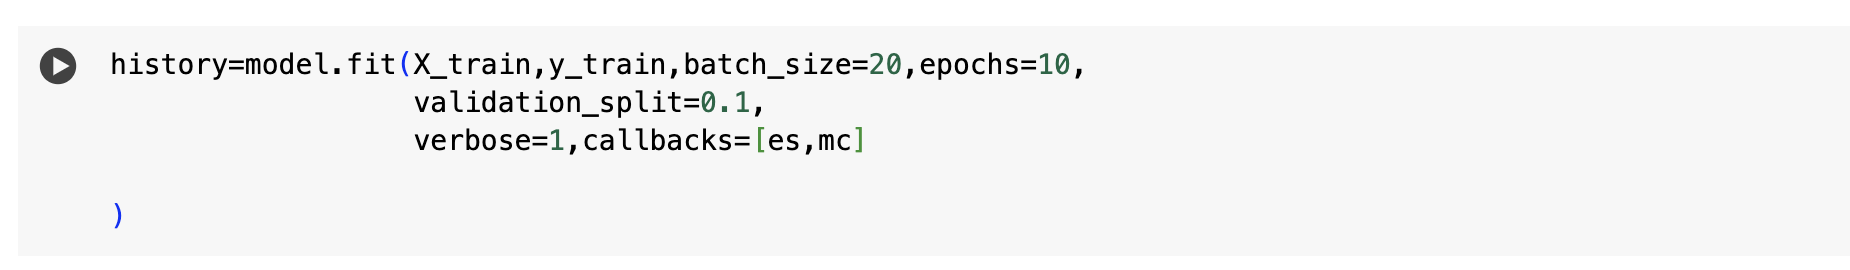 history=model.fit(X_train,y_train,batch_size=20,epochs=10,
validation_split=0.1,
verbose=1,callbacks=[es,mc]
)